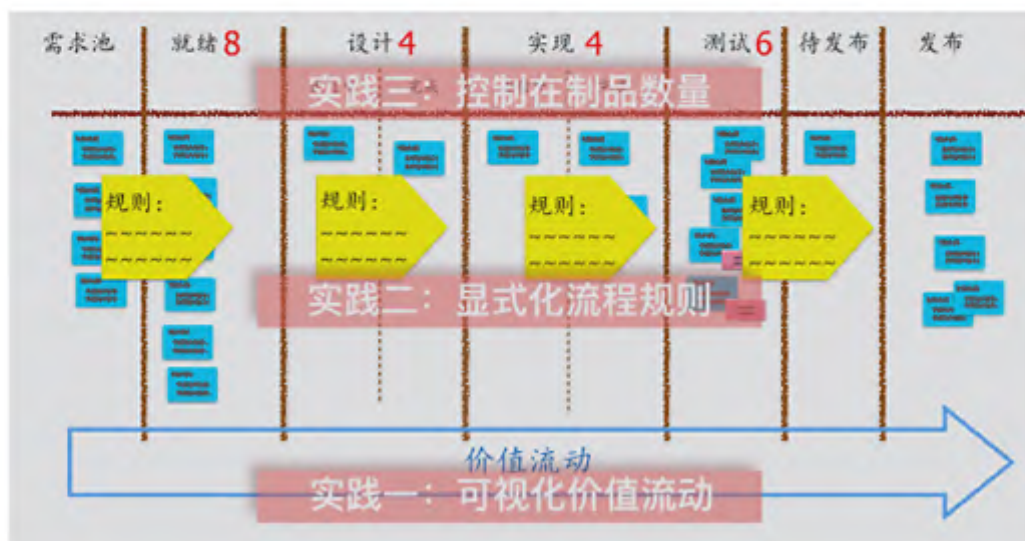 需求池 就绪8 设计4 实现4 测试6 待发布 发布
实践三：控制在制品数量
规则： 规则： 规则： 规则：
~~~~~~ ~~~~~~ ~~~~~~ ~~~~~~
~~~~~~ ~~~~~~ ~~~~~~ ~~~~~~
实践二：显式化流程规则
价值流动
实践一：可视化价值流动